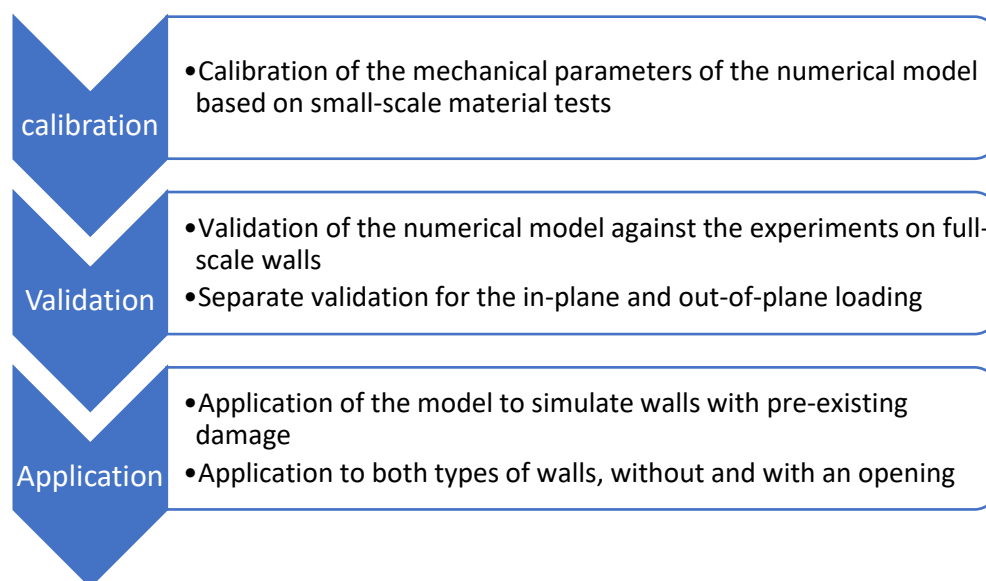 calibration
•Calibration of the mechanical parameters of the numerical model
based on small-scale material tests
Validation
•Validation of the numerical model against the experiments on full-
scale walls
•Separate validation for the in-plane and out-of-plane loading
Application
•Application of the model to simulate walls with pre-existing
damage
•Application to both types of walls, without and with an opening